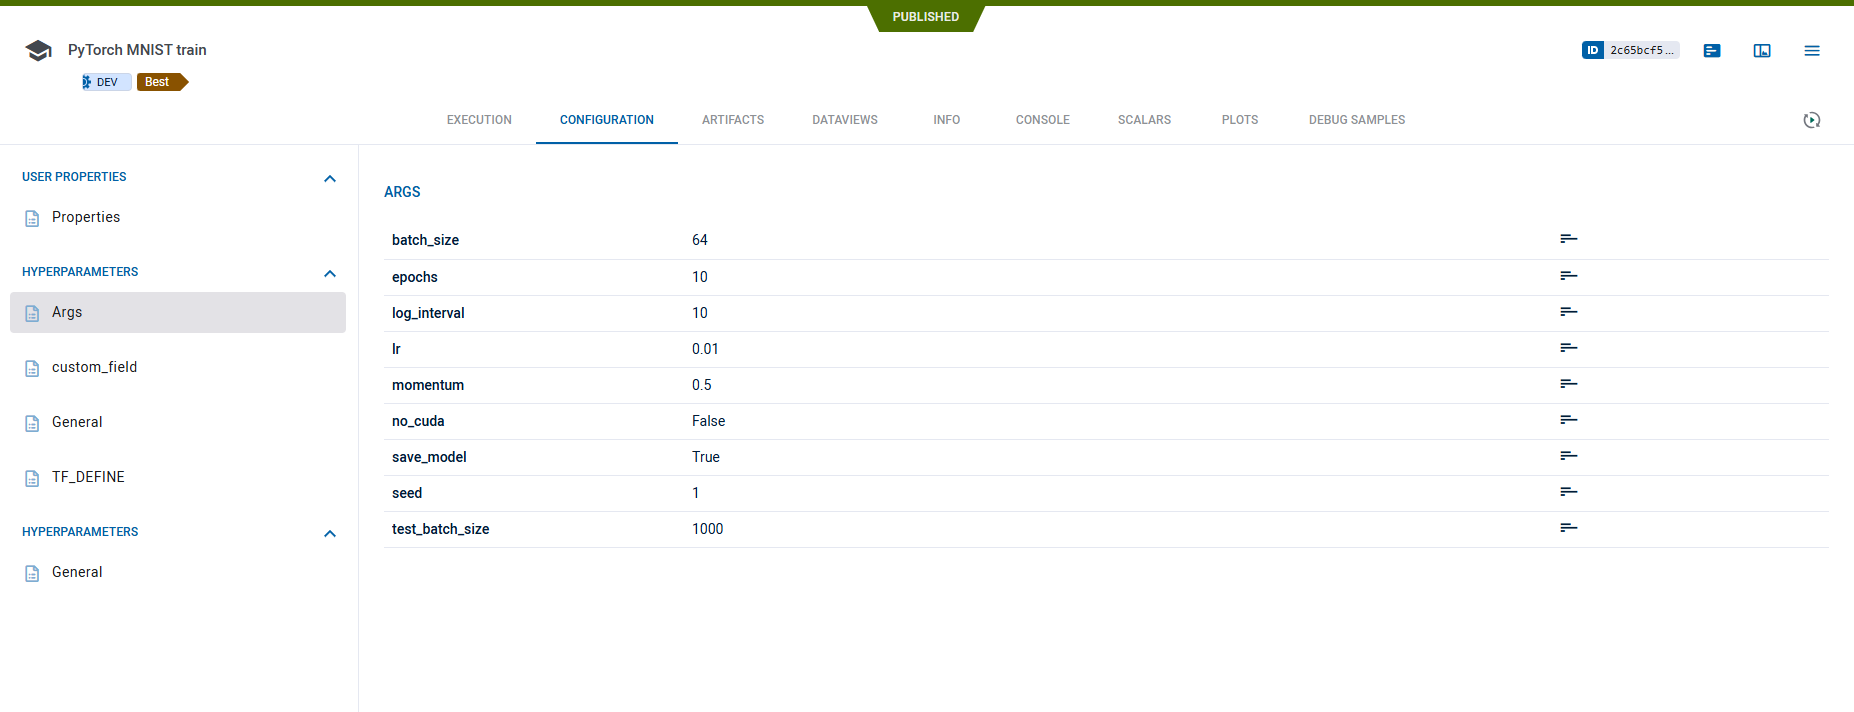 PUBLISHED
PyTorch MNIST train
ID 2c65bcf5...
DEV Best
EXECUTION CONFIGURATION ARTIFACTS DATAVIEWS INFO CONSOLE SCALARS PLOTS DEBUG SAMPLES
USER PROPERTIES
Properties
HYPERPARAMETERS
Args
custom_field
General
TF_DEFINE
HYPERPARAMETERS
General
ARGS
batch_size 64
epochs 10
log_interval 10
lr 0.01
momentum 0.5
no_cuda False
save_model True
seed 1
test_batch_size 1000